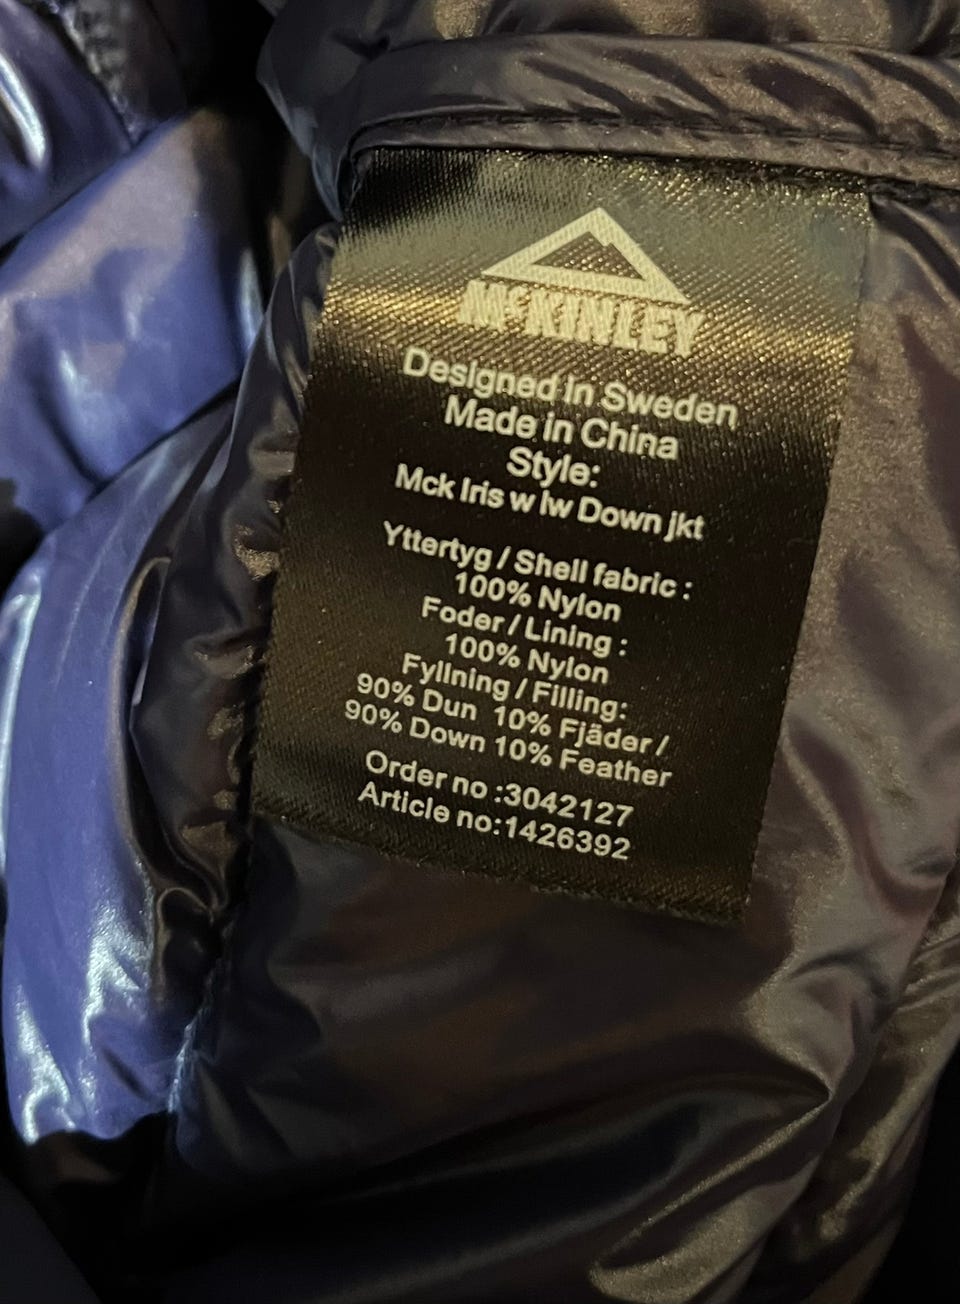 McKINLEY
Designed in Sweden
Made in China
Style:
Mck Iris w lw Down jkt
Yttertyg / Shell fabric :
100% Nylon
Foder / Lining :
100% Nylon
Fyllning / Filling:
90% Dun 10% Fjäder /
90% Down 10% Feather
Order no :3042127
Article no:1426392